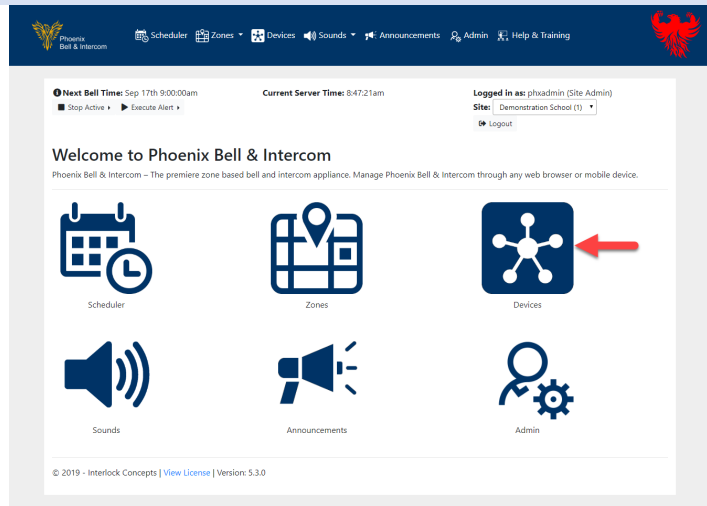 Phoenix
Bell & Intercom
Scheduler Zones Devices Sounds Announcements Admin Help & Training
Next Bell Time: Sep 17th 9:00:00am Current Server Time: 8:47:21am Logged in as: phxadmin (Site Admin)
Stop Active Execute Alert Site: Demonstration School (1)
Logout
Welcome to Phoenix Bell & Intercom
Phoenix Bell & Intercom – The premiere zone based bell and intercom appliance. Manage Phoenix Bell & Intercom through any web browser or mobile device.
Scheduler Zones Devices
Sounds Announcements Admin
© 2019 - Interlock Concepts | View License | Version: 5.3.0